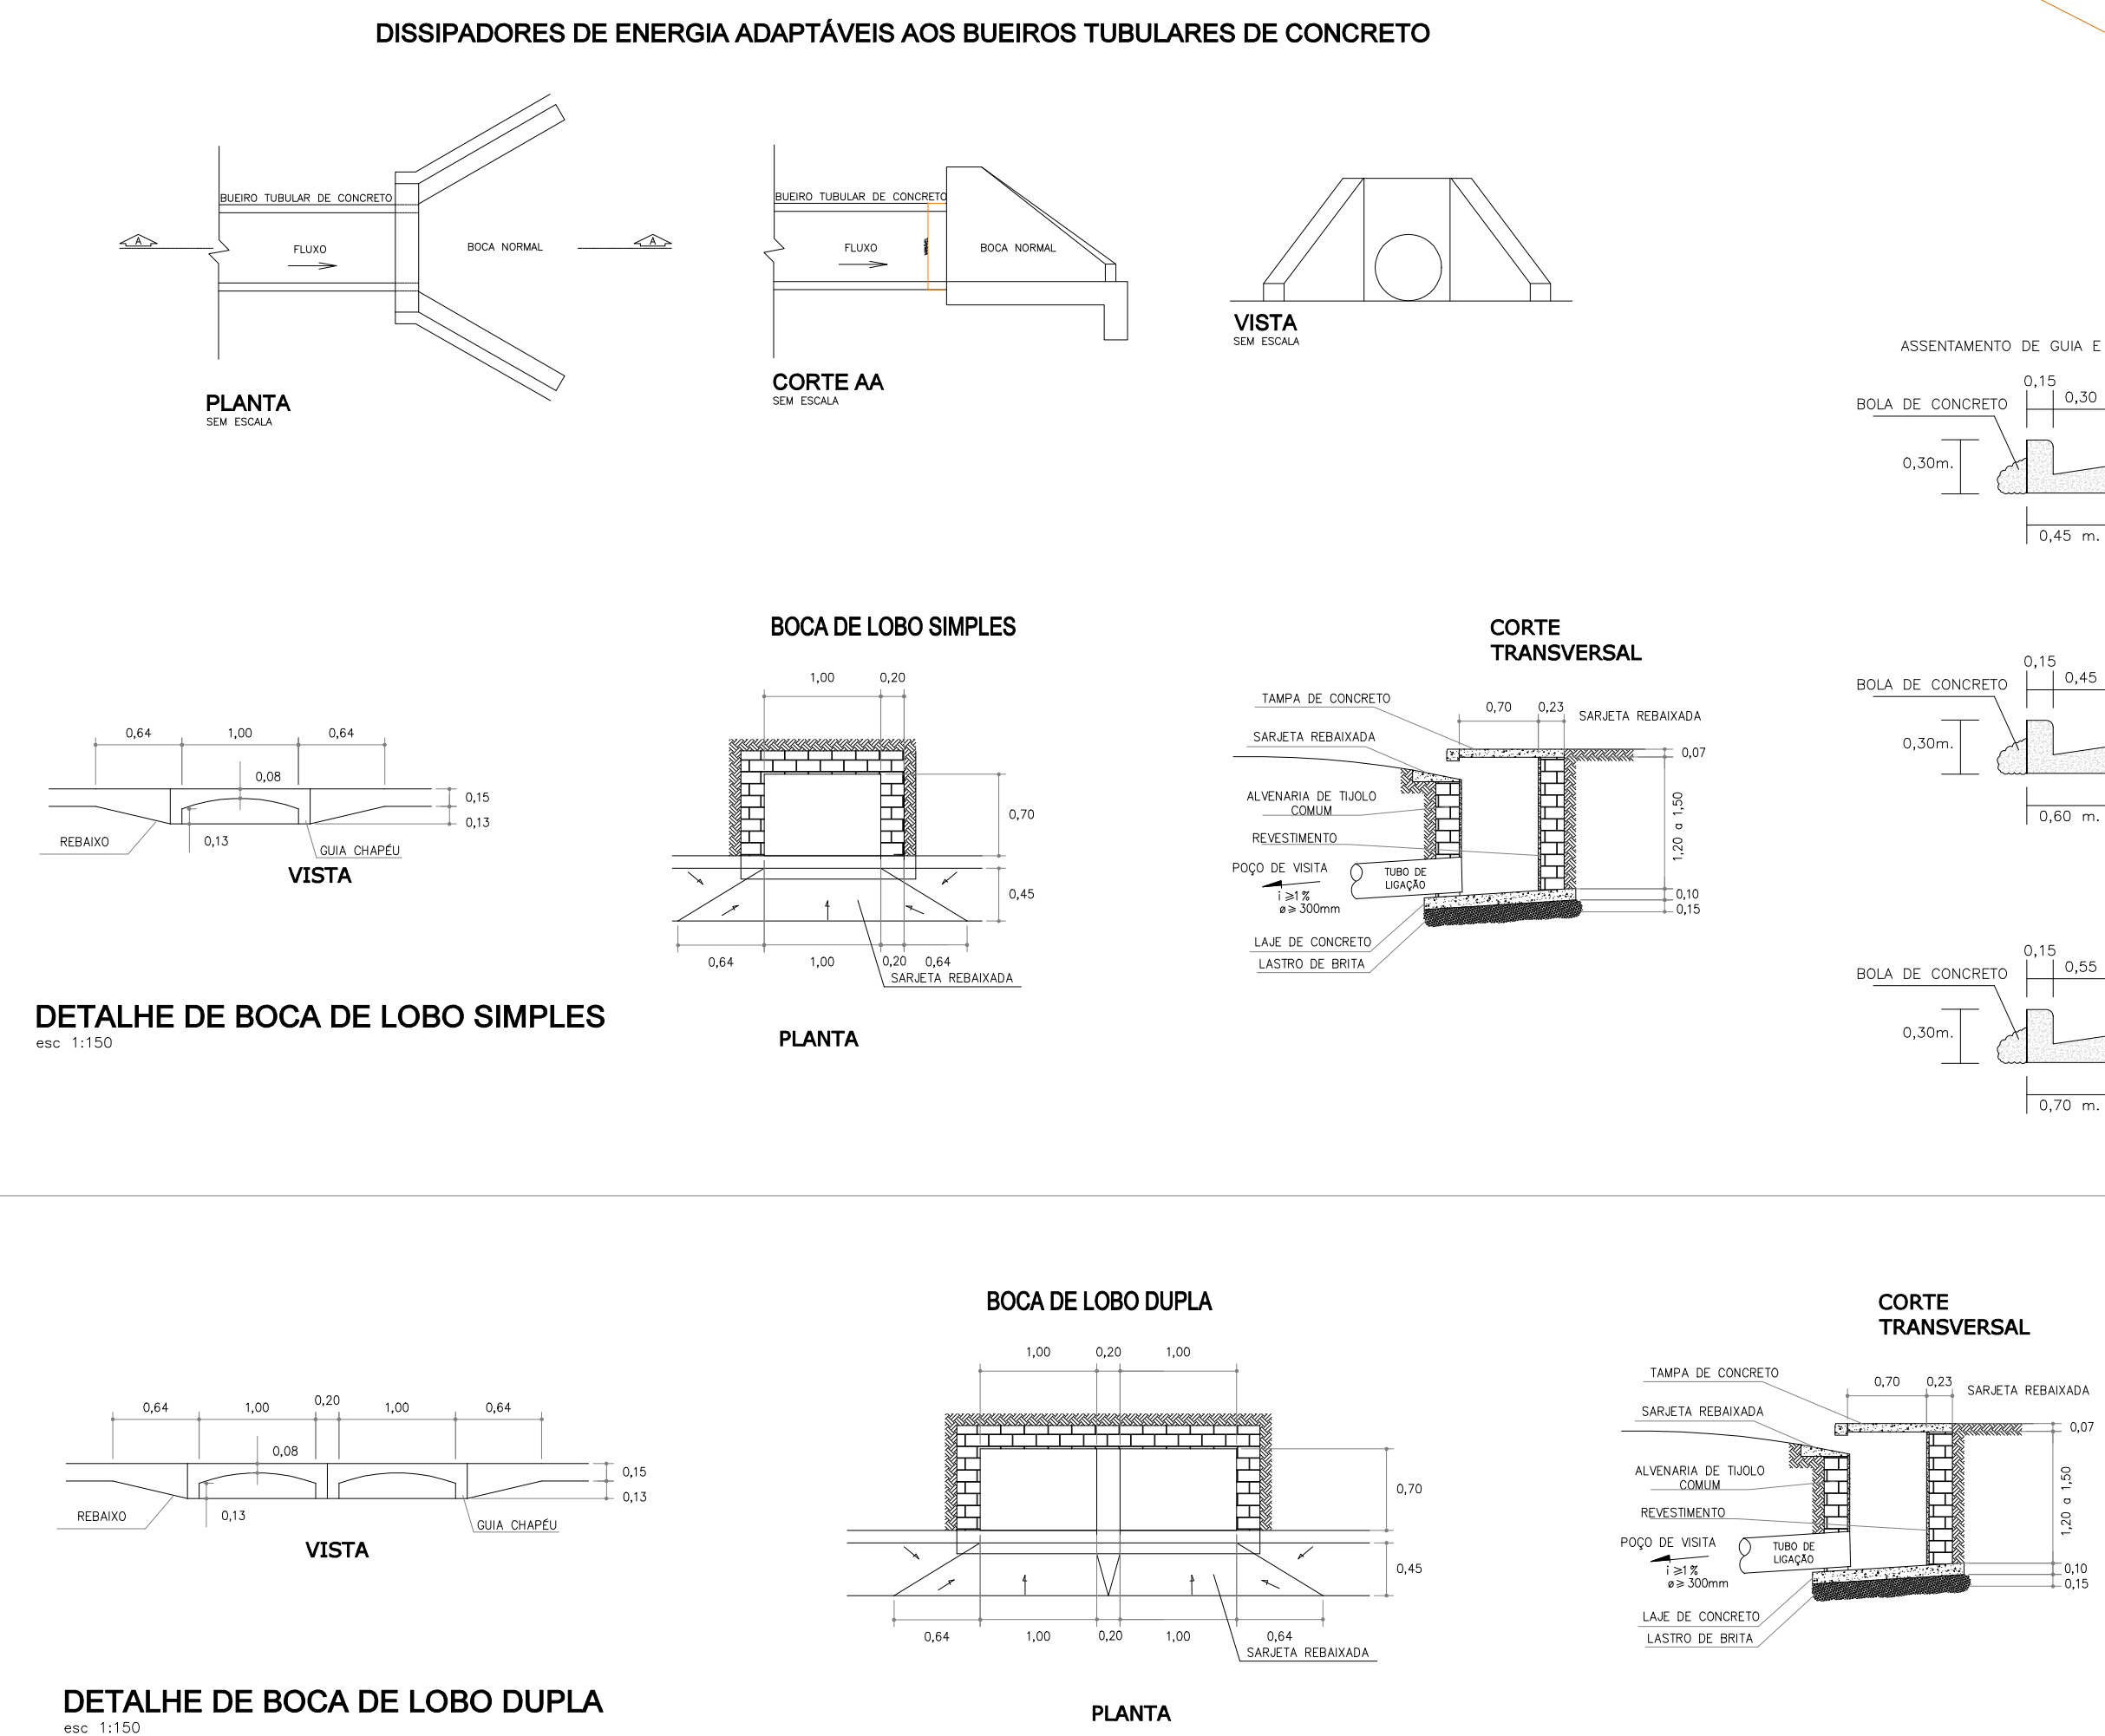 DISSIPADORES DE ENERGIA ADAPTÁVEIS AOS BUEIROS TUBULARES DE CONCRETO
BUEIRO TUBULAR DE CONCRETO
A
FLUXO
BOCA NORMAL
A
PLANTA
SEM ESCALA
BUEIRO TUBULAR DE CONCRETO
FLUXO
BOCA NORMAL
CORTE AA
SEM ESCALA
VISTA
SEM ESCALA
ASSENTAMENTO DE GUIA E
0,15
0,30
BOLA DE CONCRETO
0,30m.
0,45 m.
0,15
0,45
BOLA DE CONCRETO
0,30m.
0,60 m.
0,15
0,55
BOLA DE CONCRETO
0,30m.
0,70 m.
0,64
1,00
0,64
0,08
0,15
0,13
0,13
REBAIXO
GUIA CHAPÉU
VISTA
DETALHE DE BOCA DE LOBO SIMPLES
esc 1:150
BOCA DE LOBO SIMPLES
1,00
0,20
0,70
0,45
0,64
1,00
0,20
0,64
SARJETA REBAIXADA
PLANTA
CORTE
TRANSVERSAL
TAMPA DE CONCRETO
0,70
0,23
SARJETA REBAIXADA
SARJETA REBAIXADA
0,07
ALVENARIA DE TIJOLO
COMUM
1,20 a 1,50
REVESTIMENTO
POÇO DE VISITA
TUBO DE
LIGAÇÃO
i ⩾1%
ø⩾ 300mm
0,10
0,15
LAJE DE CONCRETO
LASTRO DE BRITA
0,64
1,00
0,20
1,00
0,64
0,08
0,15
0,13
0,13
REBAIXO
GUIA CHAPÉU
VISTA
DETALHE DE BOCA DE LOBO DUPLA
esc 1:150
BOCA DE LOBO DUPLA
1,00
0,20
1,00
0,70
0,45
0,64
1,00
0,20
1,00
0,64
SARJETA REBAIXADA
PLANTA
CORTE
TRANSVERSAL
TAMPA DE CONCRETO
0,70
0,23
SARJETA REBAIXADA
SARJETA REBAIXADA
0,07
ALVENARIA DE TIJOLO
COMUM
1,20 a 1,50
REVESTIMENTO
POÇO DE VISITA
TUBO DE
LIGAÇÃO
i ⩾1%
ø⩾ 300mm
0,10
0,15
LAJE DE CONCRETO
LASTRO DE BRITA